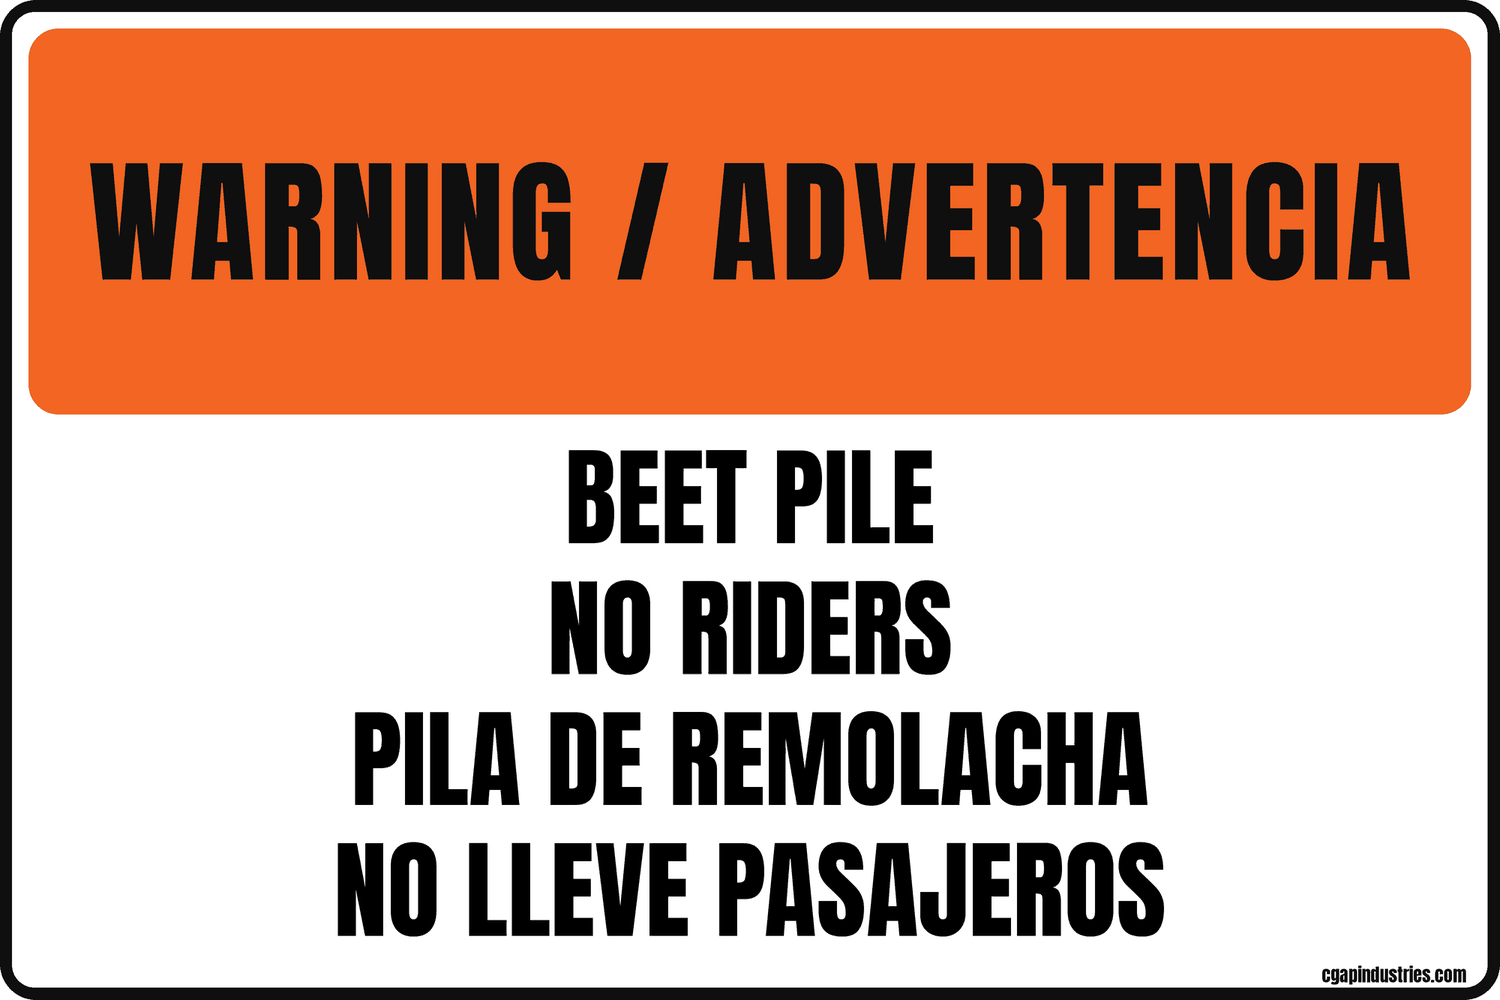 WARNING / ADVERTENCIA
BEET PILE
NO RIDERS
PILA DE REMOLACHA
NO LLEVE PASAJEROS
cgapindustries.com